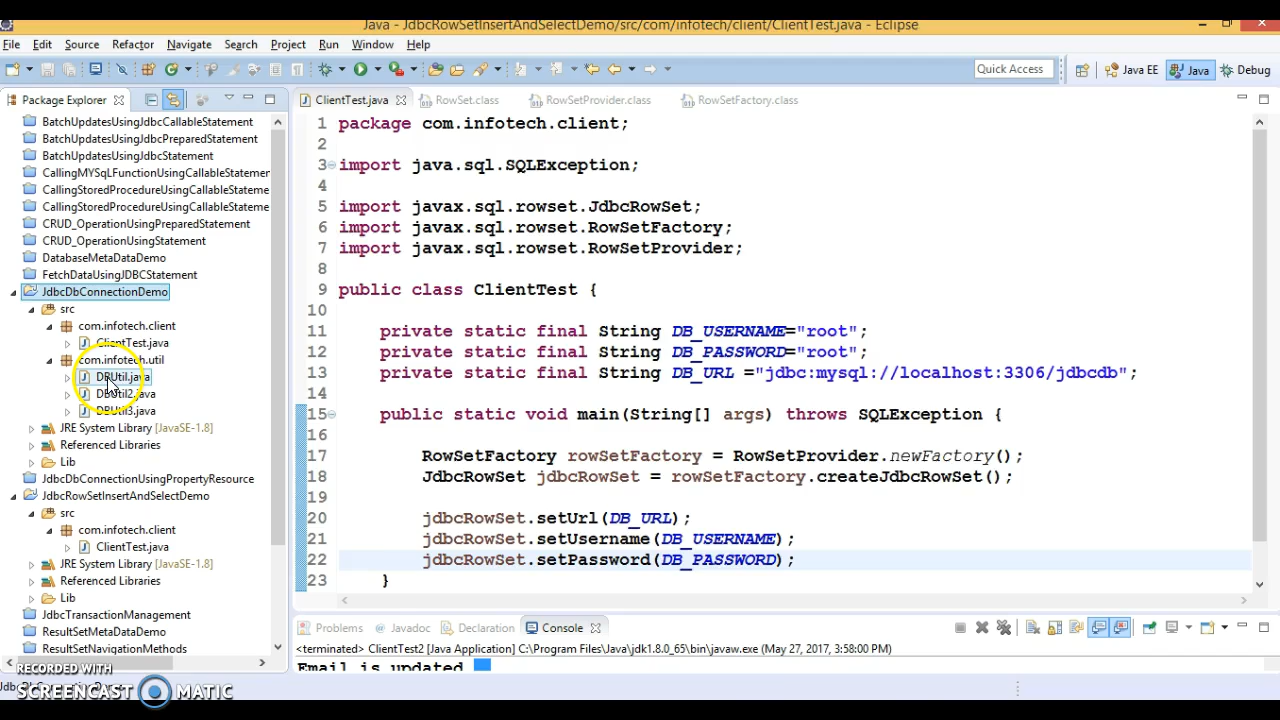 Java - JdbcRowSetInsertAndSelectDemo/src/com/infotech/client/ClientTest.java - Eclipse
File Edit Source Refactor Navigate Search Project Run Window Help
Quick Access Java EE Java Debug
Package Explorer
BatchUpdatesUsingJdbcCallableStatement
BatchUpdatesUsingJdbcPreparedStatement
BatchUpdatesUsingJdbcStatement
CallingMYSqlFunctionUsingCallableStatemer
CallingStoredProcedureUsingCallableStateme
CallingStoredProcedureUsingCallableStateme
CRUD_OperationUsingPreparedStatement
CRUD_OperationUsingStatement
DatabaseMetaDataDemo
FetchDataUsingJDBCStatement
JdbcDbConnectionDemo
src
com.infotech.client
ClientTest.java
com.infotech.util
DBUtil.java
DBUtil2.java
DBUtil3.java
JRE System Library [JavaSE-1.8]
Referenced Libraries
Lib
JdbcDbConnectionUsingPropertyResource
JdbcRowSetInsertAndSelectDemo
src
com.infotech.client
ClientTest.java
JRE System Library [JavaSE-1.8]
Referenced Libraries
Lib
JdbcTransactionManagement
ResultSetMetaDataDemo
ResultSetNavigationMethods
ClientTest.java RowSet.class RowSetProvider.class RowSetFactory.class
1 package com.infotech.client;
2
3 import java.sql.SQLException;
4
5 import javax.sql.rowset.JdbcRowSet;
6 import javax.sql.rowset.RowSetFactory;
7 import javax.sql.rowset.RowSetProvider;
8
9 public class ClientTest {
10
11 private static final String DB_USERNAME="root";
12 private static final String DB_PASSWORD="root";
13 private static final String DB_URL ="jdbc:mysql://localhost:3306/jdbcdb";
14
15 public static void main(String[] args) throws SQLException {
16
17 RowSetFactory rowSetFactory = RowSetProvider.newFactory();
18 JdbcRowSet jdbcRowSet = rowSetFactory.createJdbcRowSet();
19
20 jdbcRowSet.setUrl(DB_URL);
21 jdbcRowSet.setUsername(DB_USERNAME);
22 jdbcRowSet.setPassword(DB_PASSWORD);
23 }
Problems Javadoc Declaration Console
<terminated> ClientTest2 [Java Application] C:\Program Files\Java\jdk1.8.0_65\bin\javaw.exe (May 27, 2017, 3:58:00 PM)
Email is updated
RECORDED WITH
SCREENCAST MATIC